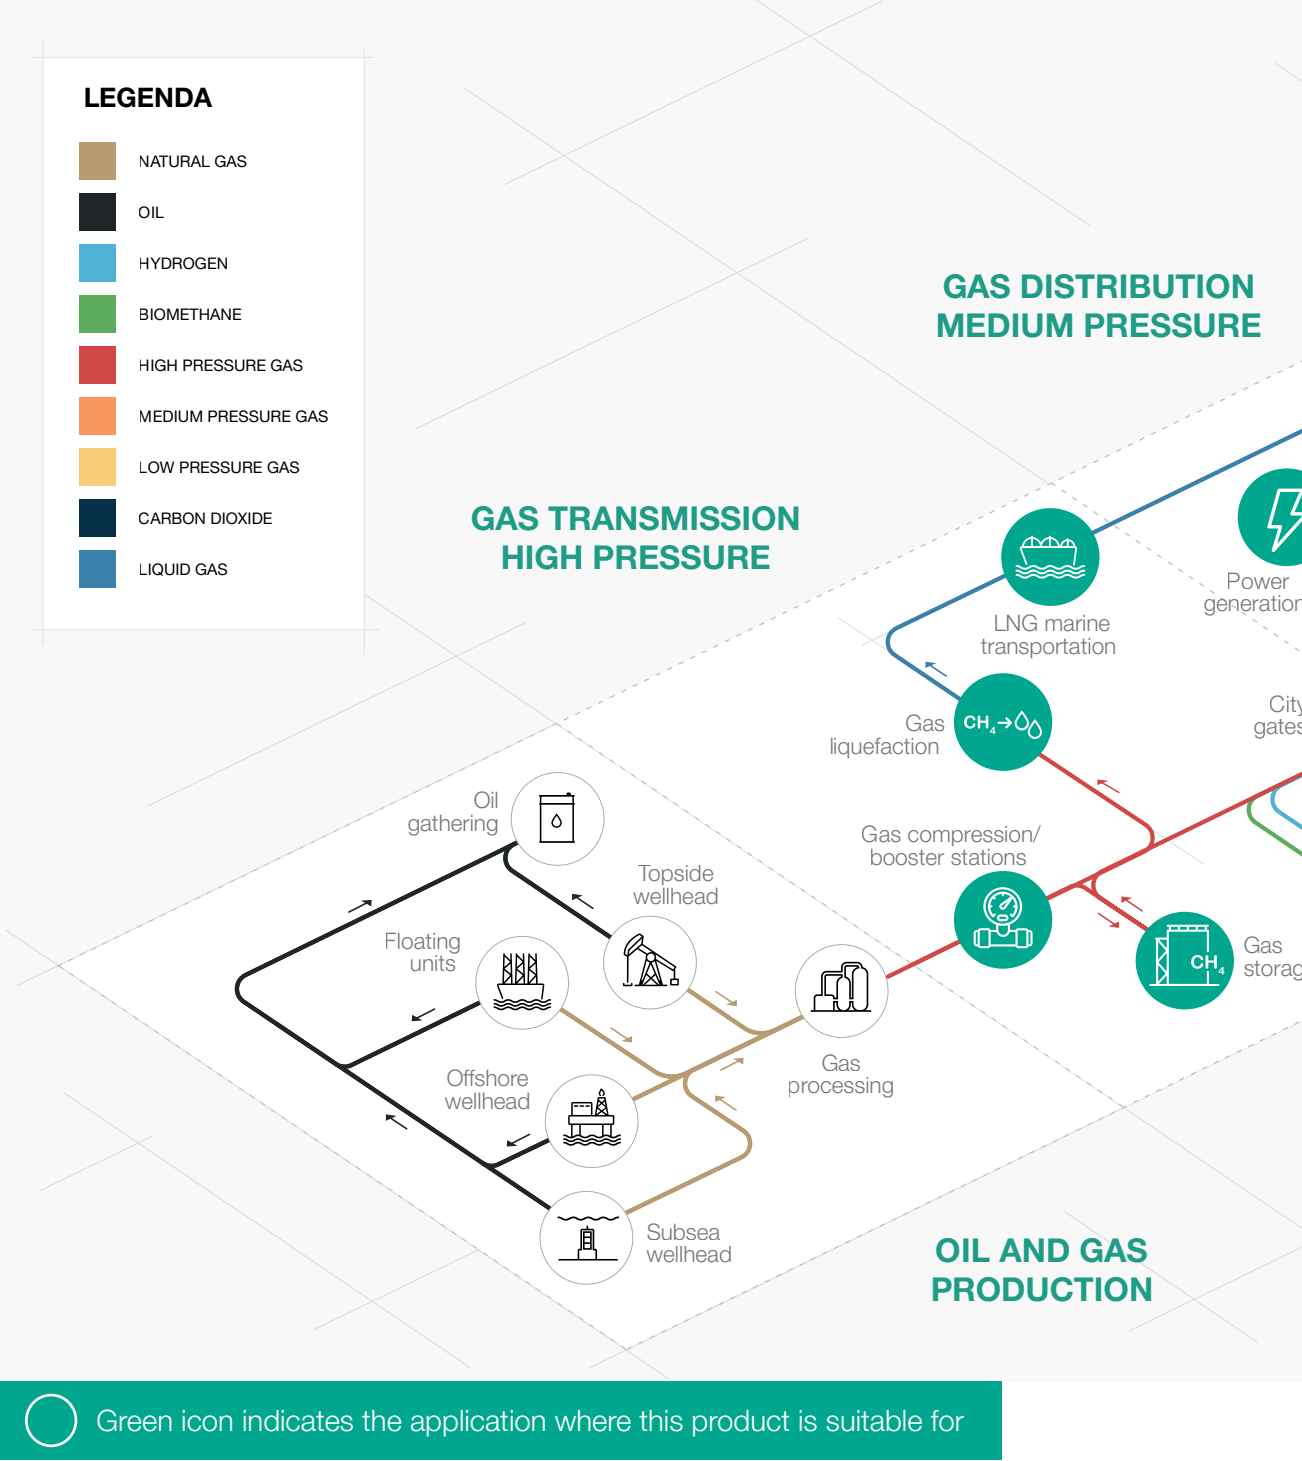 LEGENDA
NATURAL GAS
OIL
HYDROGEN
BIOMETHANE
HIGH PRESSURE GAS
MEDIUM PRESSURE GAS
LOW PRESSURE GAS
CARBON DIOXIDE
LIQUID GAS
GAS DISTRIBUTION
MEDIUM PRESSURE
GAS TRANSMISSION
HIGH PRESSURE
Power
generation
LNG marine
transportation
City
gates
Gas
liquefaction
CH4→
Oil
gathering
Gas compression/
booster stations
Topside
wellhead
Floating
units
Gas
storag
CH4
Gas
processing
Offshore
wellhead
Subsea
wellhead
OIL AND GAS
PRODUCTION
Green icon indicates the application where this product is suitable for